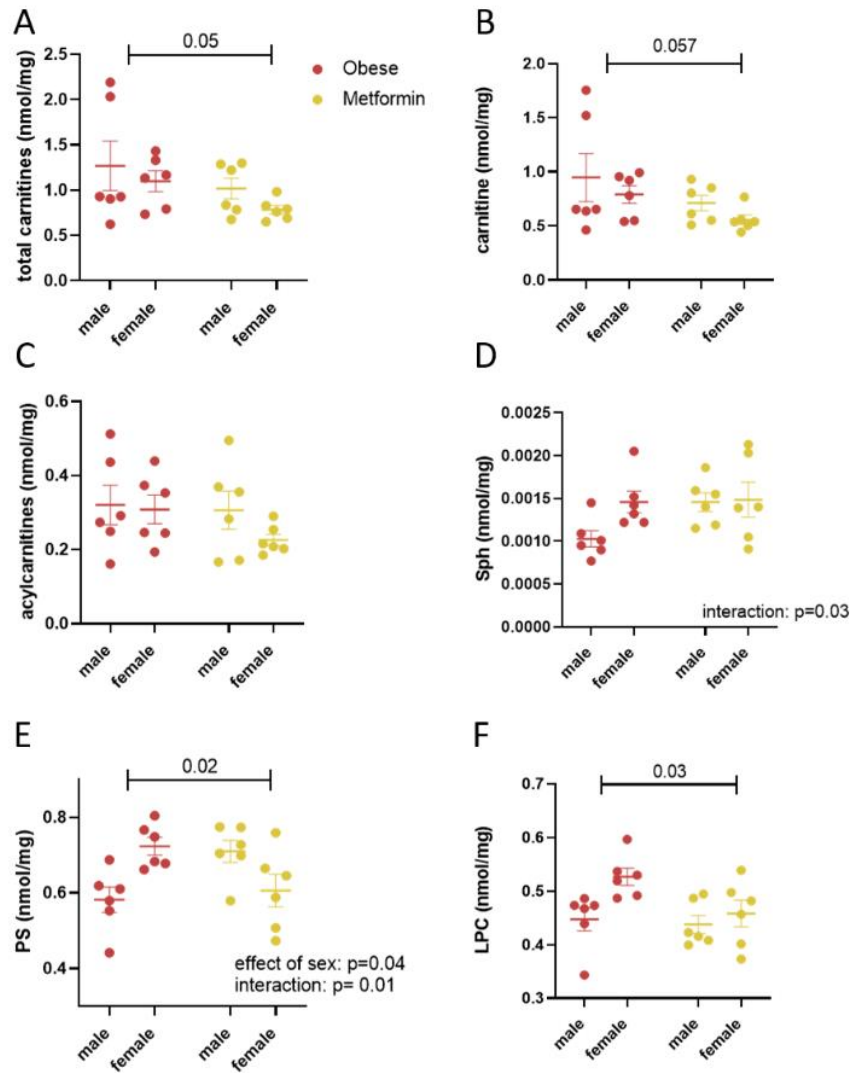 A
0.05
2.5
2.0
1.5
1.0
0.5
0.0
total carnitines (nmol/mg)
male
female
male
female
Obese
Metformin
B
0.057
2.0
1.5
1.0
0.5
0.0
carnitine (nmol/mg)
male
female
male
female
C
0.6
0.4
0.2
0.0
acylcarnitines (nmol/mg)
male
female
male
female
D
0.0025
0.0020
0.0015
0.0010
0.0005
0.0000
Sph (nmol/mg)
interaction: p=0.03
male
female
male
female
E
0.02
0.8
0.6
0.4
PS (nmol/mg)
effect of sex: p=0.04
interaction: p= 0.01
male
female
male
female
F
0.03
0.7
0.6
0.5
0.4
0.3
LPC (nmol/mg)
male
female
male
female